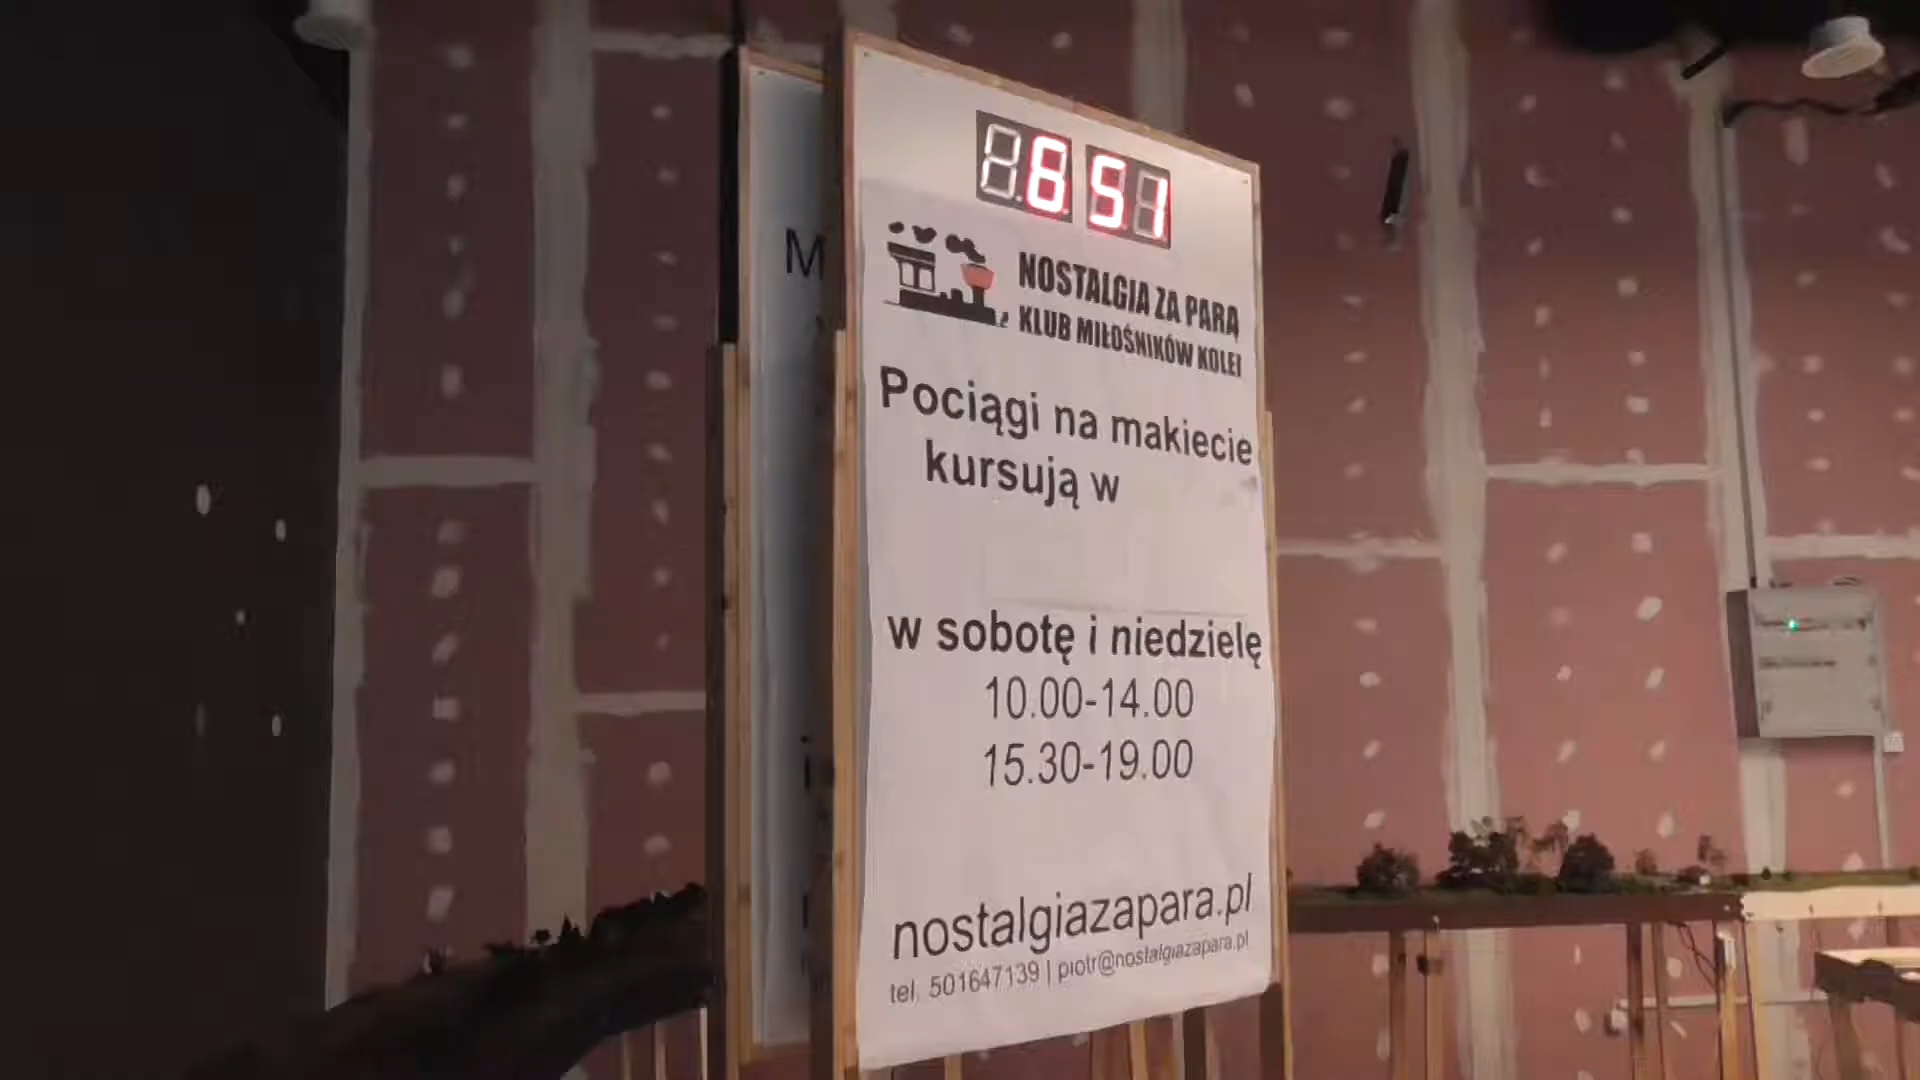 6 51
NOSTALGIA ZA PARĄ
KLUB MIŁOŚNIKÓW KOLEI
Pociągi na makiecie
kursują w
w sobotę i niedzielę
10.00-14.00
15.30-19.00
nostalgiazapara.pl
tel. 501647139 | piotr@nostalgiazapara.pl
M